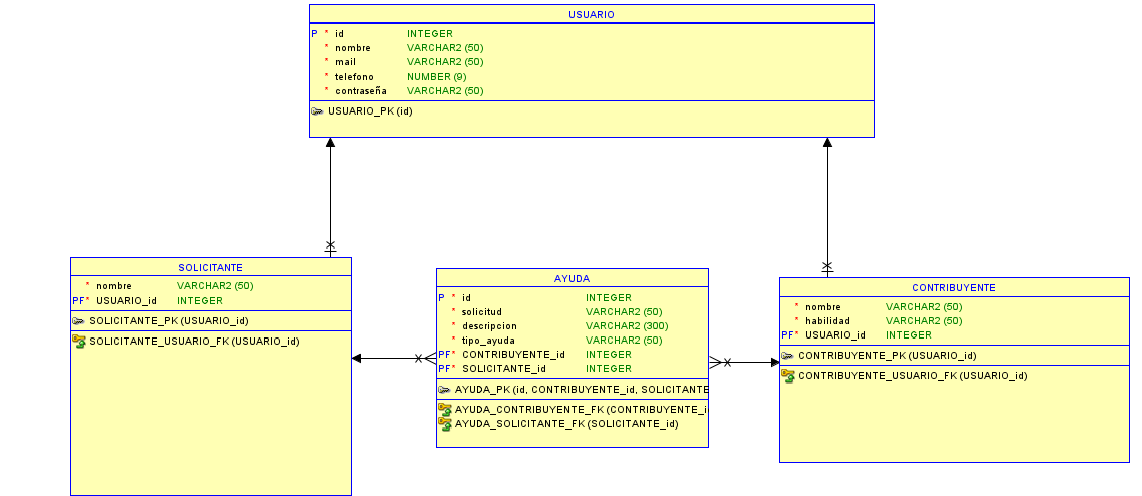 USUARIO
P * id INTEGER
* nombre VARCHAR2 (50)
* mail VARCHAR2 (50)
* telefono NUMBER (9)
* contraseña VARCHAR2 (50)
USUARIO_PK (id)
SOLICITANTE
* nombre VARCHAR2 (50)
PF* USUARIO_id INTEGER
SOLICITANTE_PK (USUARIO_id)
SOLICITANTE_USUARIO_FK (USUARIO_id)
AYUDA
P * id INTEGER
* solicitud VARCHAR2 (50)
* descripcion VARCHAR2 (300)
* tipo_ayuda VARCHAR2 (50)
PF* CONTRIBUYENTE_id INTEGER
PF* SOLICITANTE_id INTEGER
AYUDA_PK (id, CONTRIBUYENTE_id, SOLICITANTE
AYUDA_CONTRIBUYENTE_FK (CONTRIBUYENTE_i
AYUDA_SOLICITANTE_FK (SOLICITANTE_id)
CONTRIBUYENTE
* nombre VARCHAR2 (50)
* habilidad VARCHAR2 (50)
PF* USUARIO_id INTEGER
CONTRIBUYENTE_PK (USUARIO_id)
CONTRIBUYENTE_USUARIO_FK (USUARIO_id)